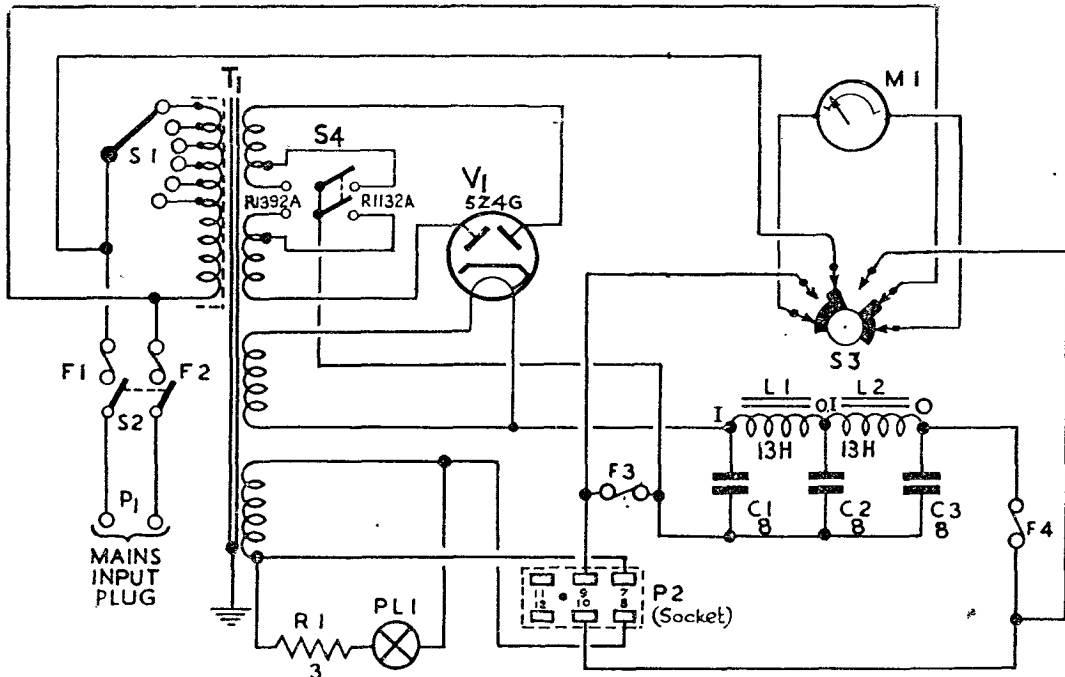 T1
M1
S1
S4
R1392A
R1132A
V1
5Z4G
S3
F1
F2
S2
L1
L2
I
O.I
O
13H
13H
F3
C1
8
C2
8
C3
8
F4
P1
MAINS
INPUT
PLUG
R1
3
PL1
11
12
9
10
7
8
P2
(Socket)